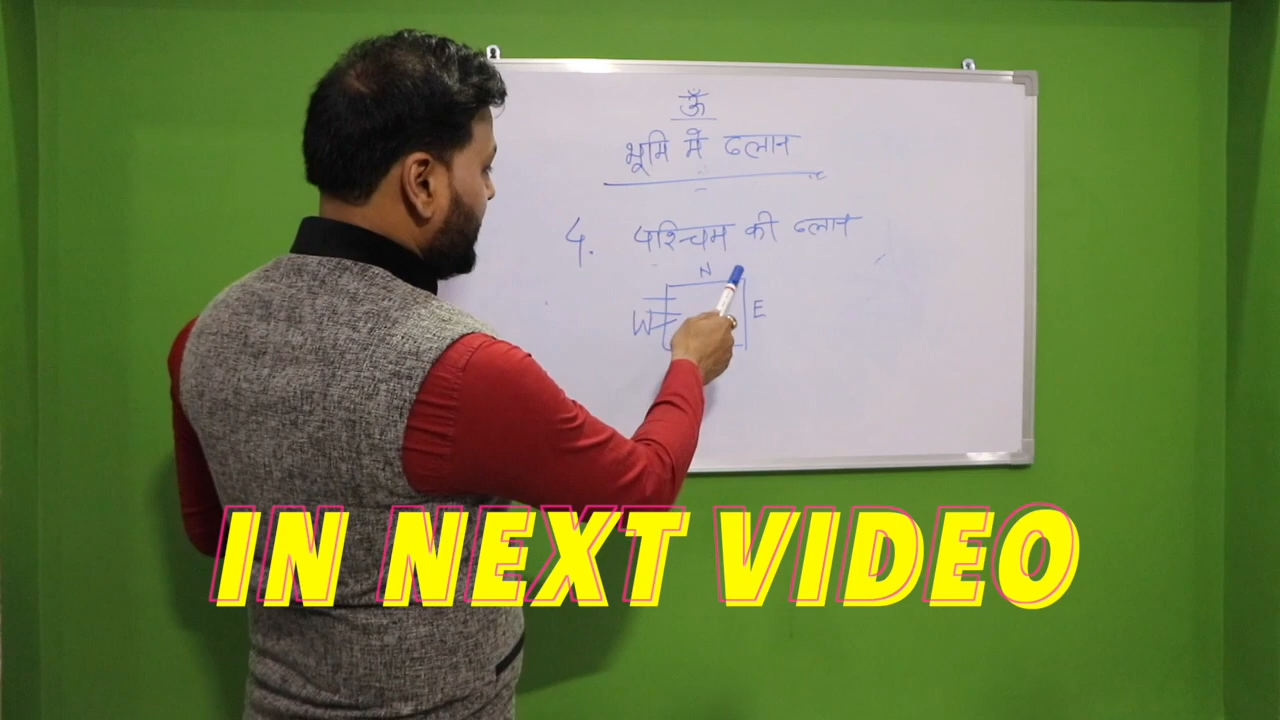 ॐ
भूमि में ढलान
4. पश्चिम की ढलान
N
W E
IN NEXT VIDEO